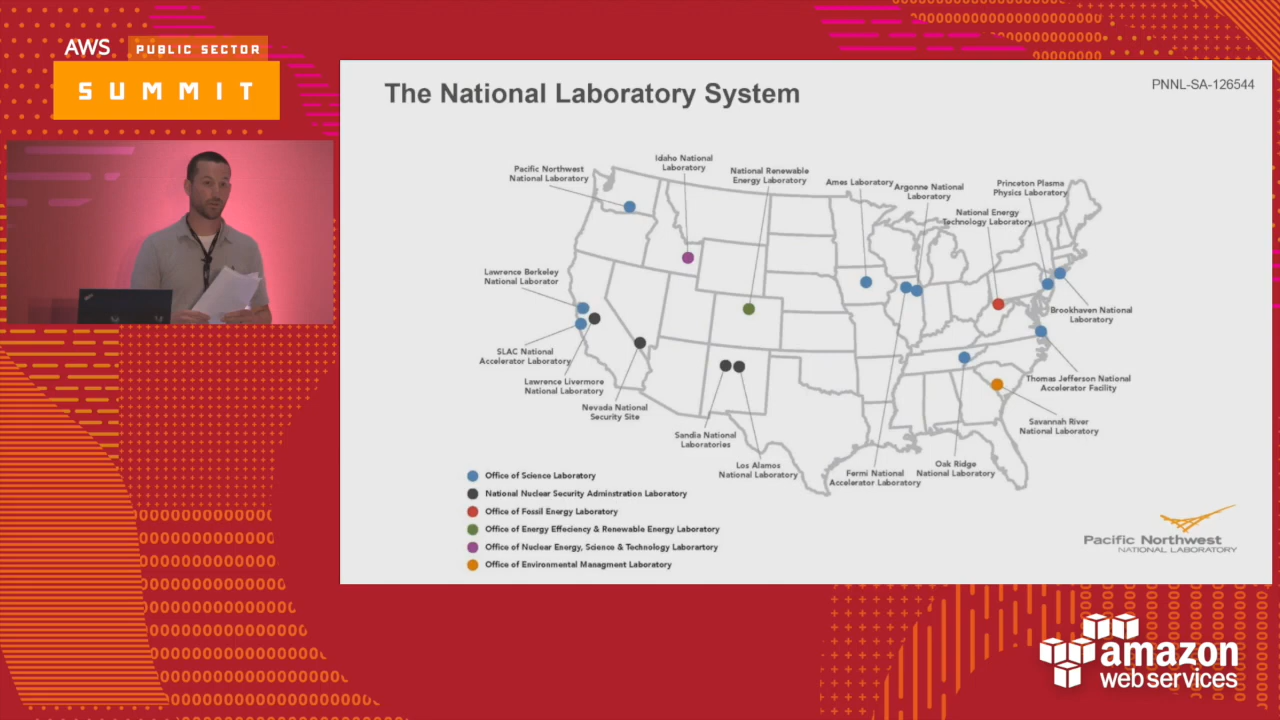 AWS PUBLIC SECTOR
SUMMIT
The National Laboratory System
PNNL-SA-126544
Pacific Northwest
National Laboratory
Idaho National
Laboratory
National Renewable
Energy Laboratory
Ames Laboratory
Argonne National
Laboratory
Princeton Plasma
Physics Laboratory
National Energy
Technology Laboratory
Lawrence Berkeley
National Laborator
SLAC National
Accelerator Laboratory
Lawrence Livermore
National Laboratory
Nevada National
Security Site
Sandia National
Laboratories
Los Alamos
National Laboratory
Fermi National
Accelerator Laboratory
Oak Ridge
National Laboratory
Brookhaven National
Laboratory
Thomas Jefferson National
Accelerator Facility
Savannah River
National Laboratory
Office of Science Laboratory
National Nuclear Security Adminstration Laboratory
Office of Fossil Energy Laboratory
Office of Energy Effeciency & Renewable Energy Laboratory
Office of Nuclear Energy, Science & Technology Laborartory
Office of Environmental Managment Laboratory
Pacific Northwest
NATIONAL LABORATORY
amazon
web services